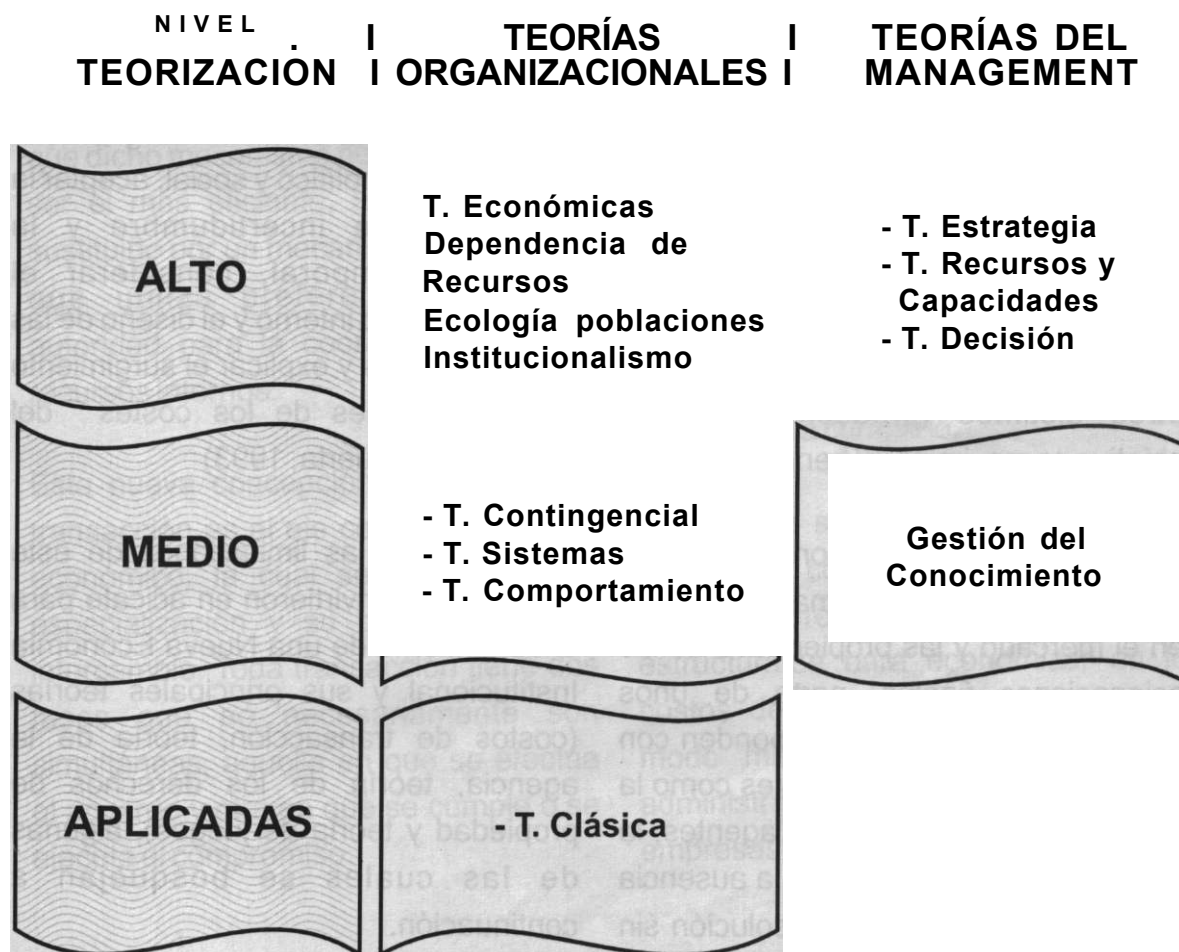 NIVEL . I TEORÍAS I TEORÍAS DEL
TEORIZACIÓN I ORGANIZACIONALES I MANAGEMENT
ALTO
T. Económicas
Dependencia de
Recursos
Ecología poblaciones
Institucionalismo
- T. Estrategia
- T. Recursos y
Capacidades
- T. Decisión
MEDIO
- T. Contingencial
- T. Sistemas
- T. Comportamiento
Gestión del
Conocimiento
APLICADAS
- T. Clásica